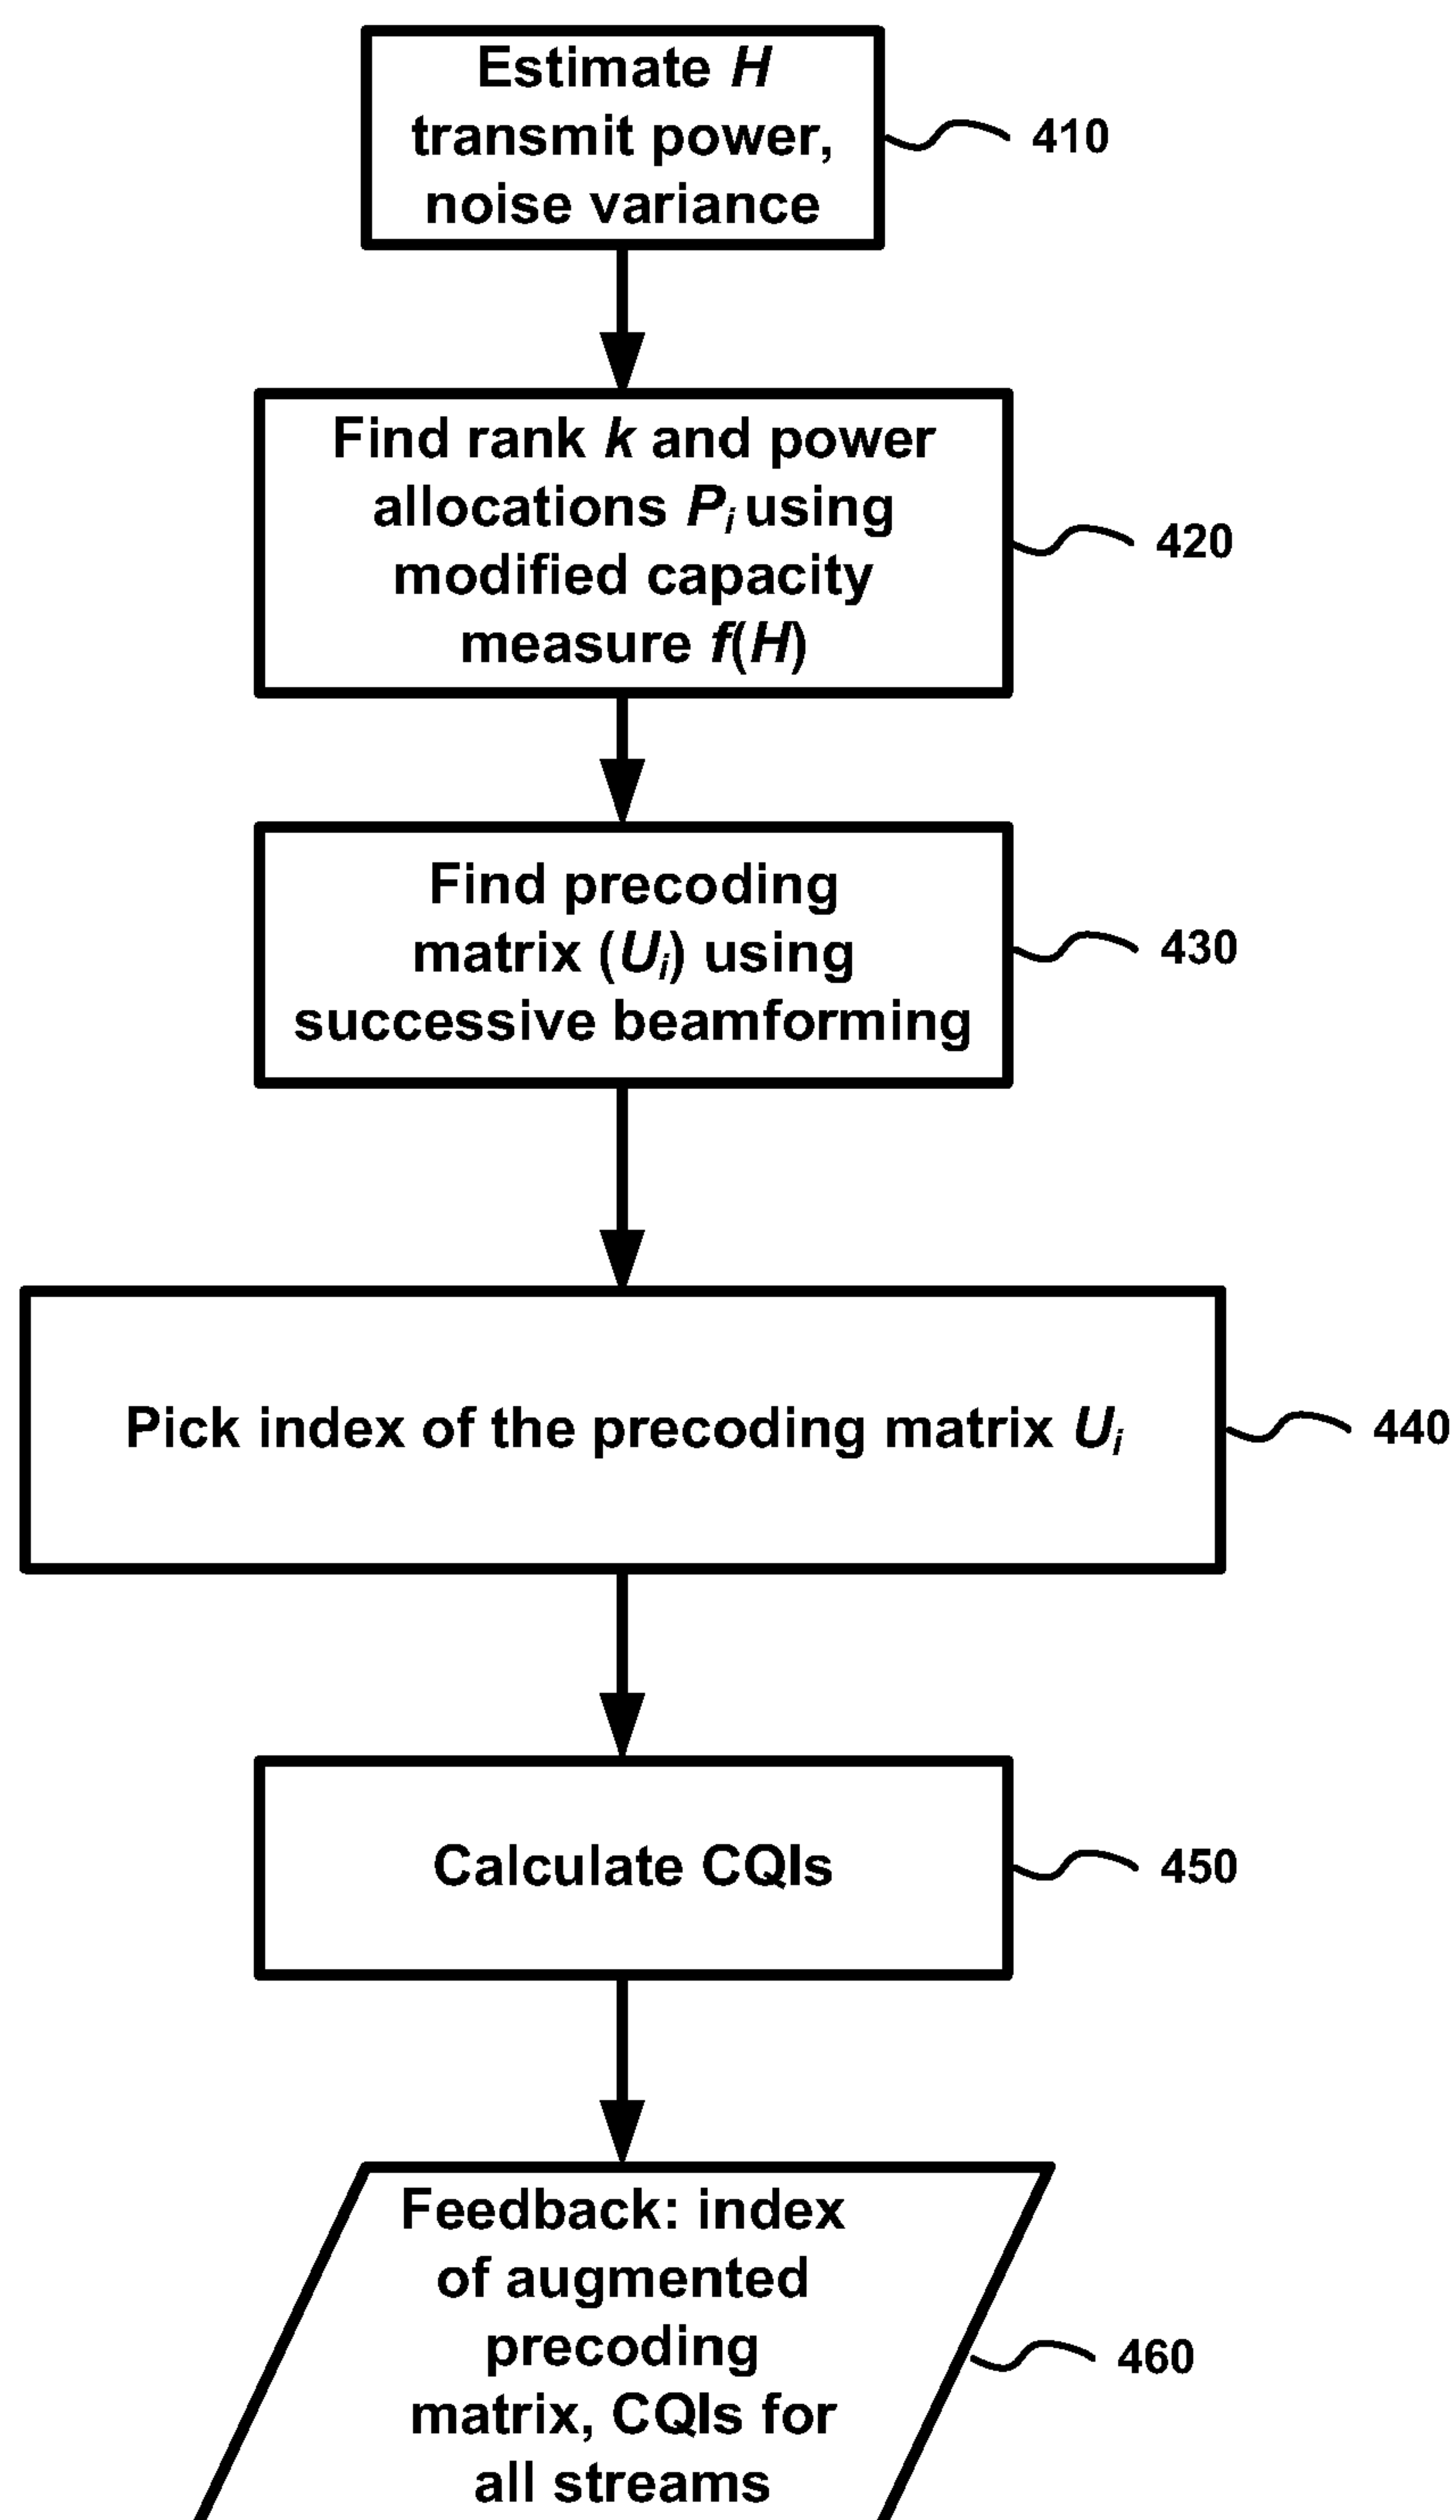 Estimate H
transmit power,
noise variance
410
Find rank k and power
allocations Pi using
modified capacity
measure f(H)
420
Find precoding
matrix (Ui) using
successive beamforming
430
Pick index of the precoding matrix Ui
440
Calculate CQIs
450
Feedback: index
of augmented
precoding
matrix, CQIs for
all streams
460